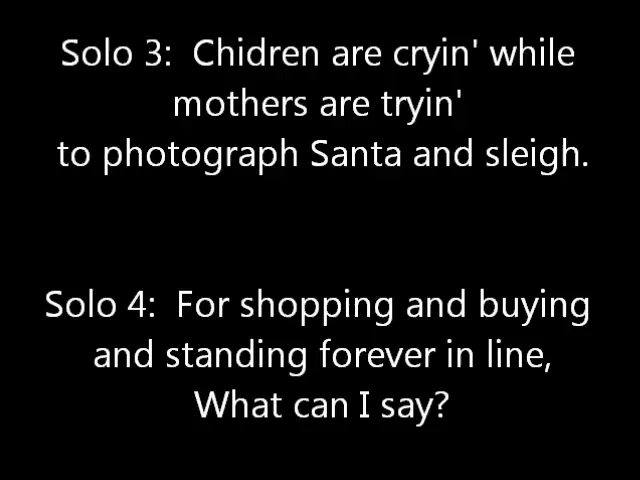 Solo 3:  Chidren are cryin' while
mothers are tryin'
to photograph Santa and sleigh.
Solo 4:  For shopping and buying
and standing forever in line,
What can I say?